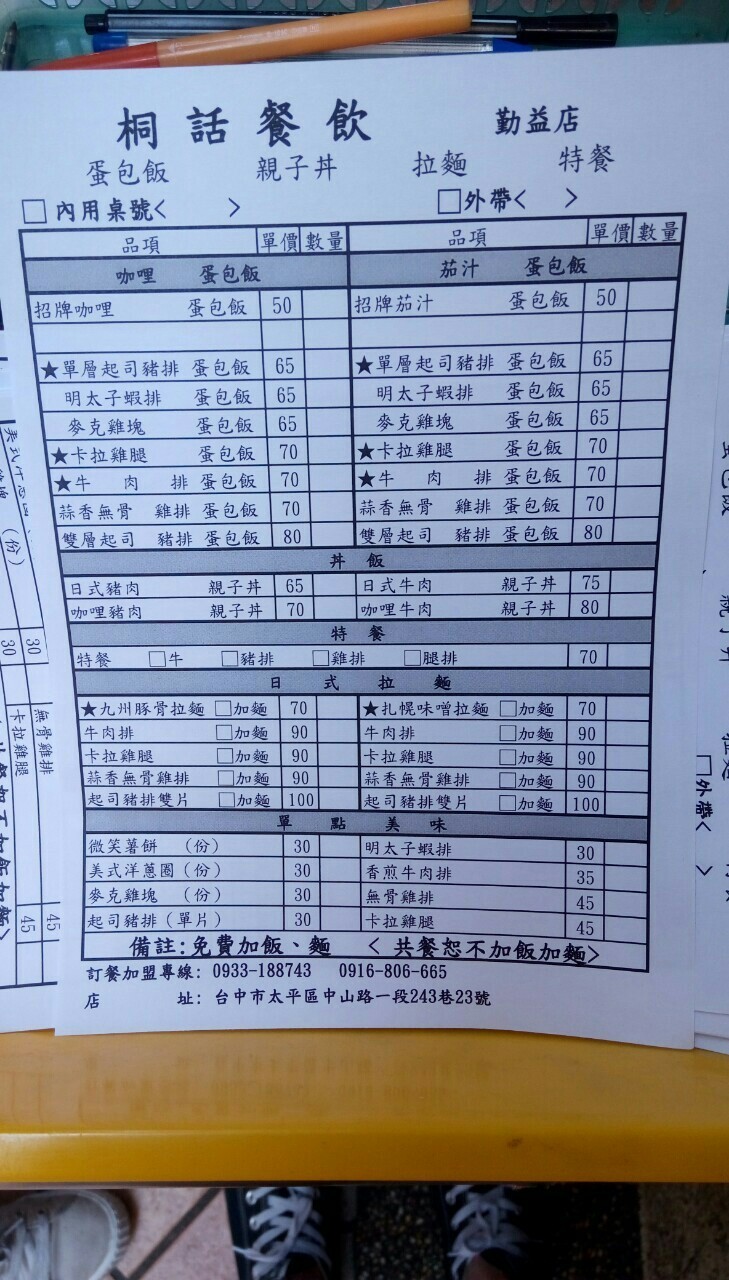 桐話餐飲 勤益店
蛋包飯 親子丼 拉麵 特餐
□內用桌號< > □外帶< >
品項 單價 數量 品項 單價 數量
咖哩 蛋包飯 茄汁 蛋包飯
招牌咖哩 蛋包飯 50 招牌茄汁 蛋包飯 50
★單層起司豬排 蛋包飯 65 ★單層起司豬排 蛋包飯 65
明太子蝦排 蛋包飯 65 明太子蝦排 蛋包飯 65
麥克雞塊 蛋包飯 65 麥克雞塊 蛋包飯 65
★卡拉雞腿 蛋包飯 70 ★卡拉雞腿 蛋包飯 70
★牛 肉 排 蛋包飯 70 ★牛 肉 排 蛋包飯 70
蒜香無骨 雞排 蛋包飯 70 蒜香無骨 雞排 蛋包飯 70
雙層起司 豬排 蛋包飯 80 雙層起司 豬排 蛋包飯 80
丼 飯
日式豬肉 親子丼 65 日式牛肉 親子丼 75
咖哩豬肉 親子丼 70 咖哩牛肉 親子丼 80
特 餐
特餐 □牛 □豬排 □雞排 □腿排 70
日 式 拉 麵
★九州豚骨拉麵 □加麵 70 ★扎幌味噌拉麵 □加麵 70
牛肉排 □加麵 90 牛肉排 □加麵 90
卡拉雞腿 □加麵 90 卡拉雞腿 □加麵 90
蒜香無骨雞排 □加麵 90 蒜香無骨雞排 □加麵 90
起司豬排雙片 □加麵 100 起司豬排雙片 □加麵 100
單 點 美 味
微笑薯餅 (份) 30 明太子蝦排 30
美式洋蔥圈(份) 30 香煎牛肉排 35
麥克雞塊 (份) 30 無骨雞排 45
起司豬排(單片) 30 卡拉雞腿 45
備註:免費加飯、麵 < 共餐恕不加飯加麵>
訂餐加盟專線: 0933-188743 0916-806-665
店 址: 台中市太平區中山路一段243巷23號
(份) 30 30
無骨雞排 45
卡拉雞腿 45
□外帶< >